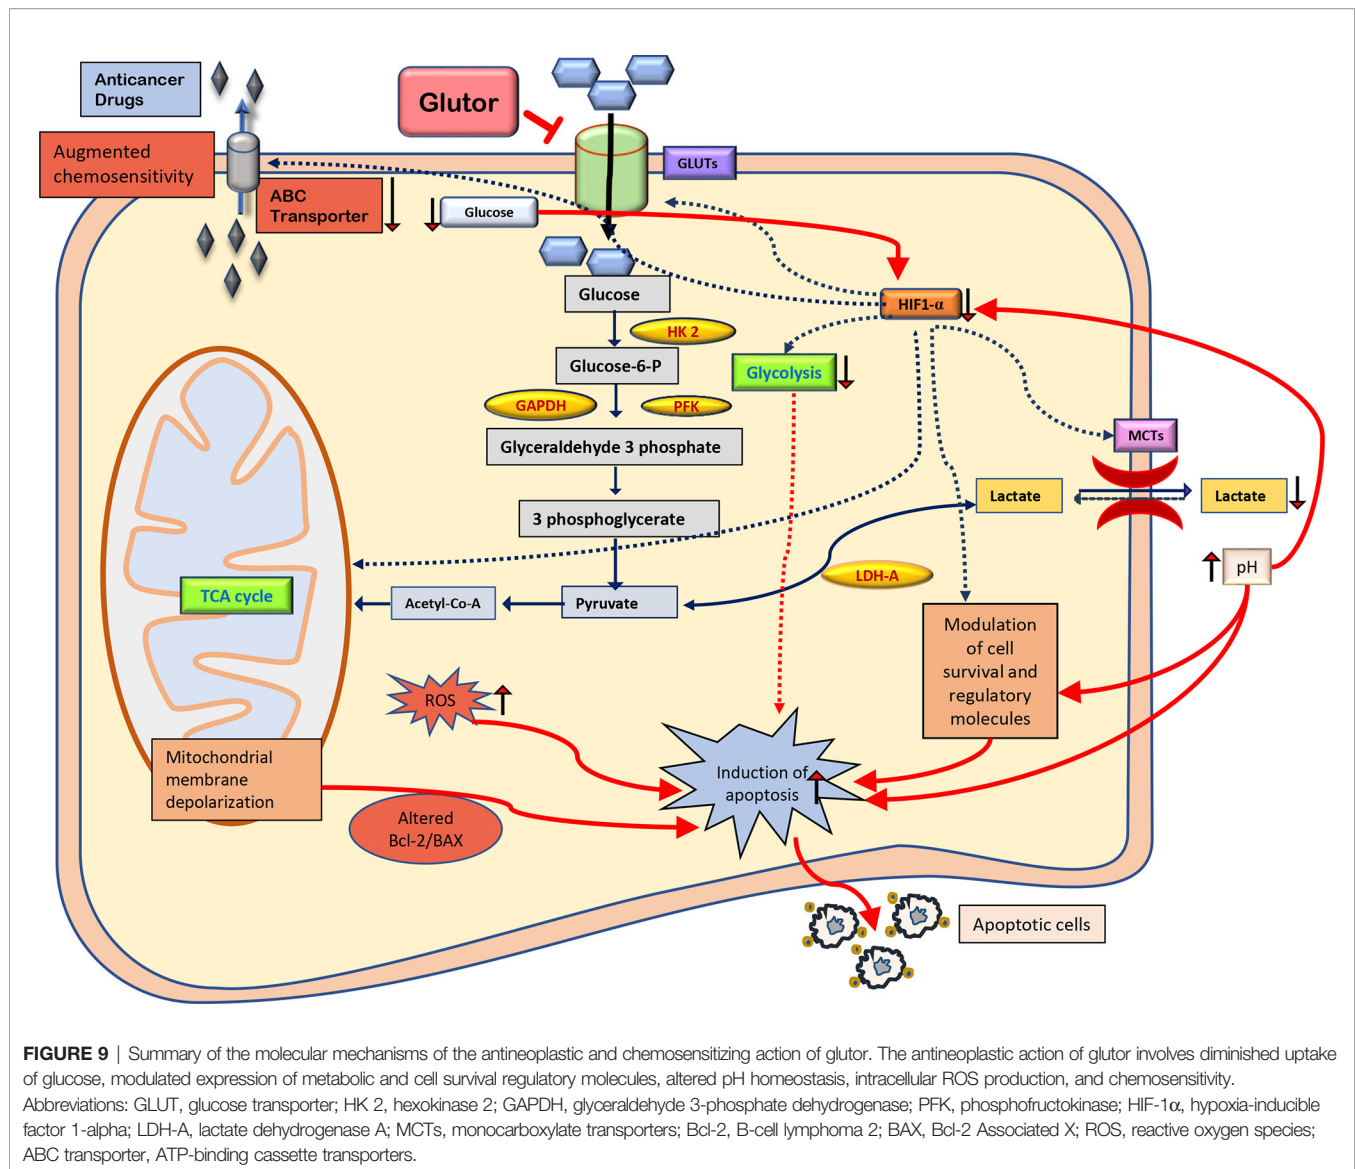 Anticancer
Drugs
Glutor
Augmented
chemosensitivity
GLUTs
ABC
Transporter
Glucose
Glucose
HIF1-α
HK 2
Glucose-6-P
Glycolysis
GAPDH
PFK
MCTs
Glyceraldehyde 3 phosphate
Lactate
Lactate
3 phosphoglycerate
pH
LDH-A
TCA cycle
Acetyl-Co-A
Pyruvate
Modulation
of cell
survival and
regulatory
molecules
ROS
Mitochondrial
membrane
depolarization
Induction of
apoptosis
Altered
Bcl-2/BAX
Apoptotic cells
FIGURE 9 | Summary of the molecular mechanisms of the antineoplastic and chemosensitizing action of glutor. The antineoplastic action of glutor involves diminished uptake
of glucose, modulated expression of metabolic and cell survival regulatory molecules, altered pH homeostasis, intracellular ROS production, and chemosensitivity.
Abbreviations: GLUT, glucose transporter; HK 2, hexokinase 2; GAPDH, glyceraldehyde 3-phosphate dehydrogenase; PFK, phosphofructokinase; HIF-1α, hypoxia-inducible
factor 1-alpha; LDH-A, lactate dehydrogenase A; MCTs, monocarboxylate transporters; Bcl-2, B-cell lymphoma 2; BAX, Bcl-2 Associated X; ROS, reactive oxygen species;
ABC transporter, ATP-binding cassette transporters.